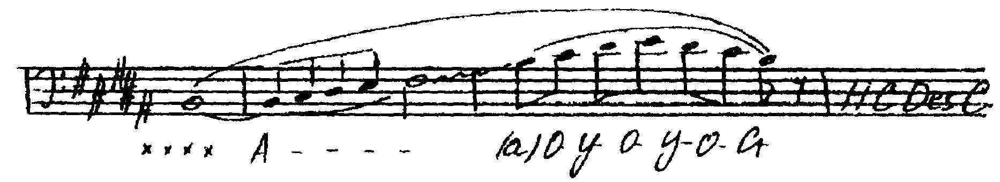 H C Des C
x x x x A - - - - (a) O y - O - y - O - A